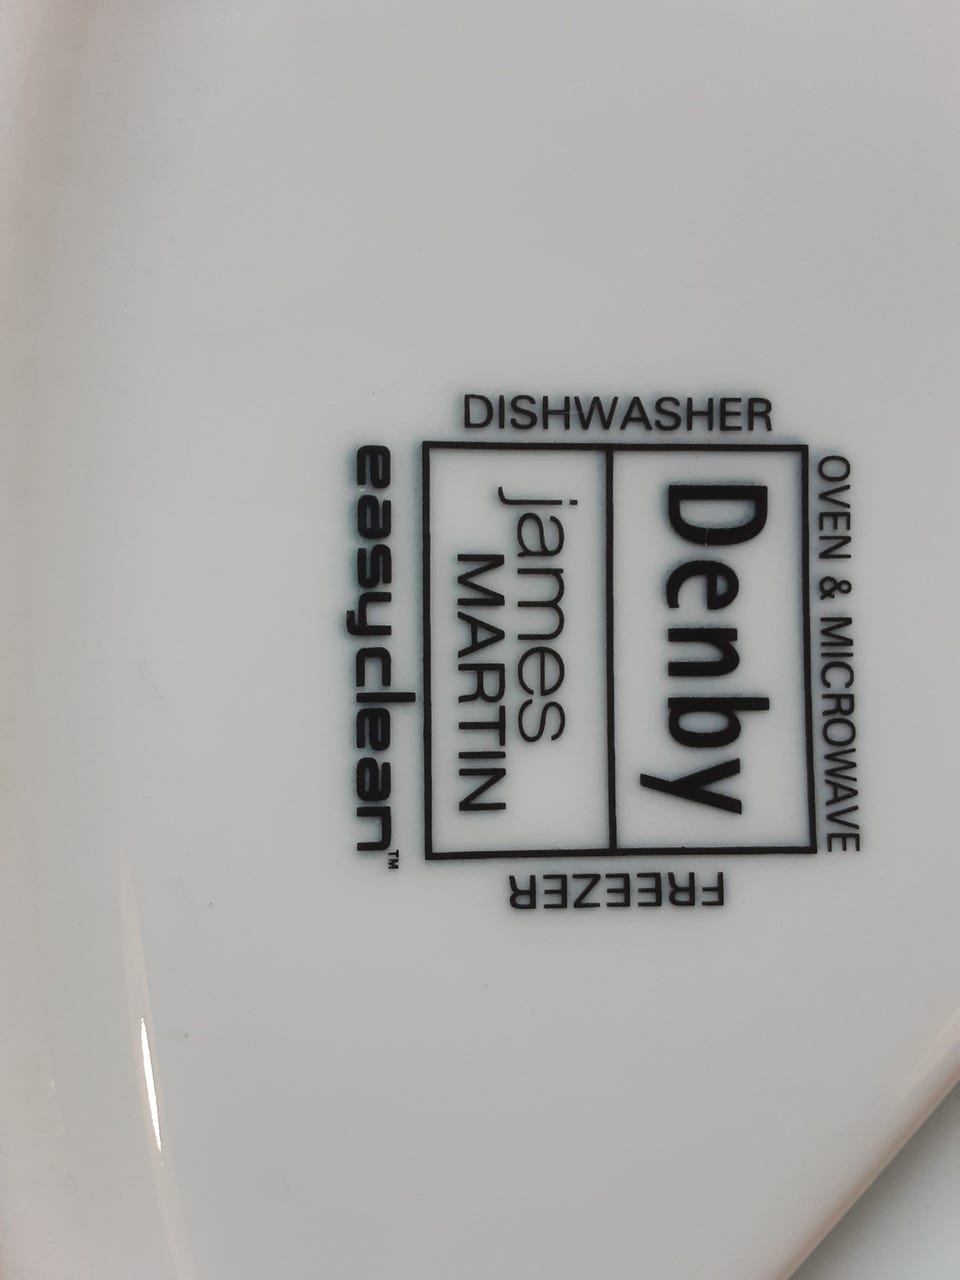 OVEN & MICROWAVE
DISHWASHER
Denby
james
MARTIN
FREEZER
easyclean™